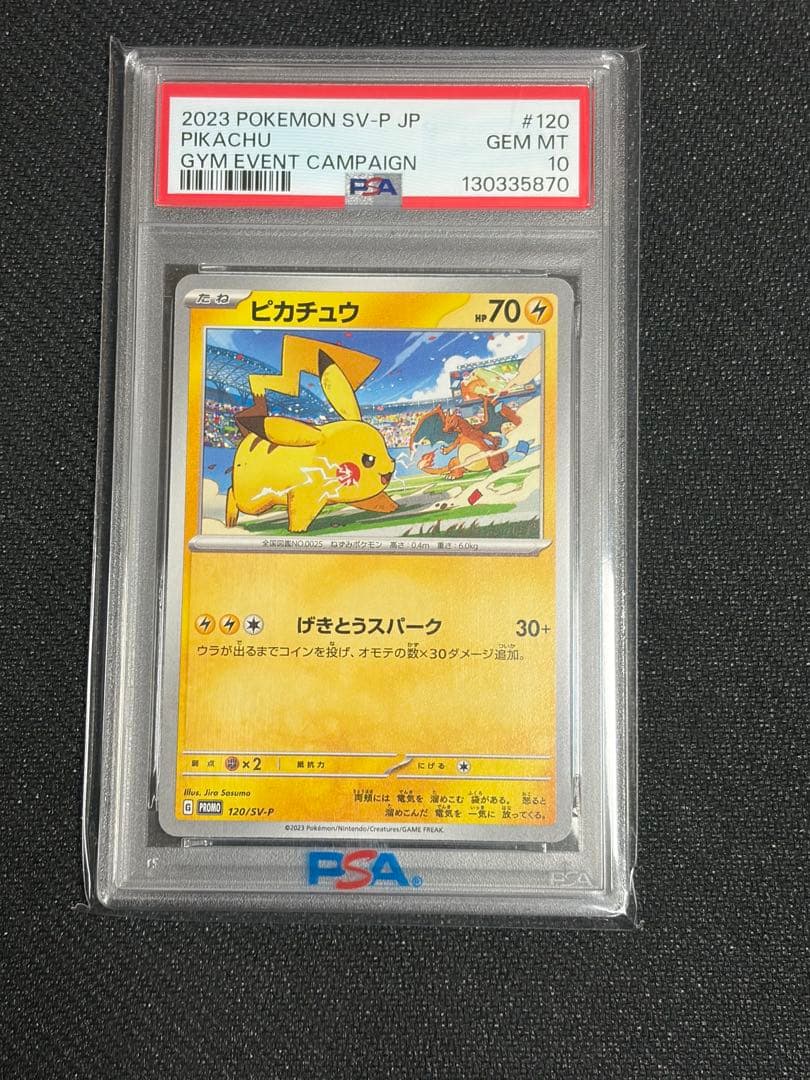 2023 POKEMON SV-P JP #120
PIKACHU GEM MT
GYM EVENT CAMPAIGN 10
PSA 130335870
たね ピカチュウ HP 70
全国図鑑NO.0025 ねずみポケモン 高さ:0.4m 重さ:6.0kg
げきとうスパーク 30+
ウラが出るまでコインを投げ、オモテの数×30ダメージ追加。
弱点 ×2 抵抗力 にげる
Illus. Jiro Sasumo
両頬には 電気を 溜めこむ 袋がある。 怒ると
溜めこんだ 電気を 一気に 放ってくる。
G PROMO 120/SV-P
©2023 Pokémon/Nintendo/Creatures/GAME FREAK.
PSA®
PSA